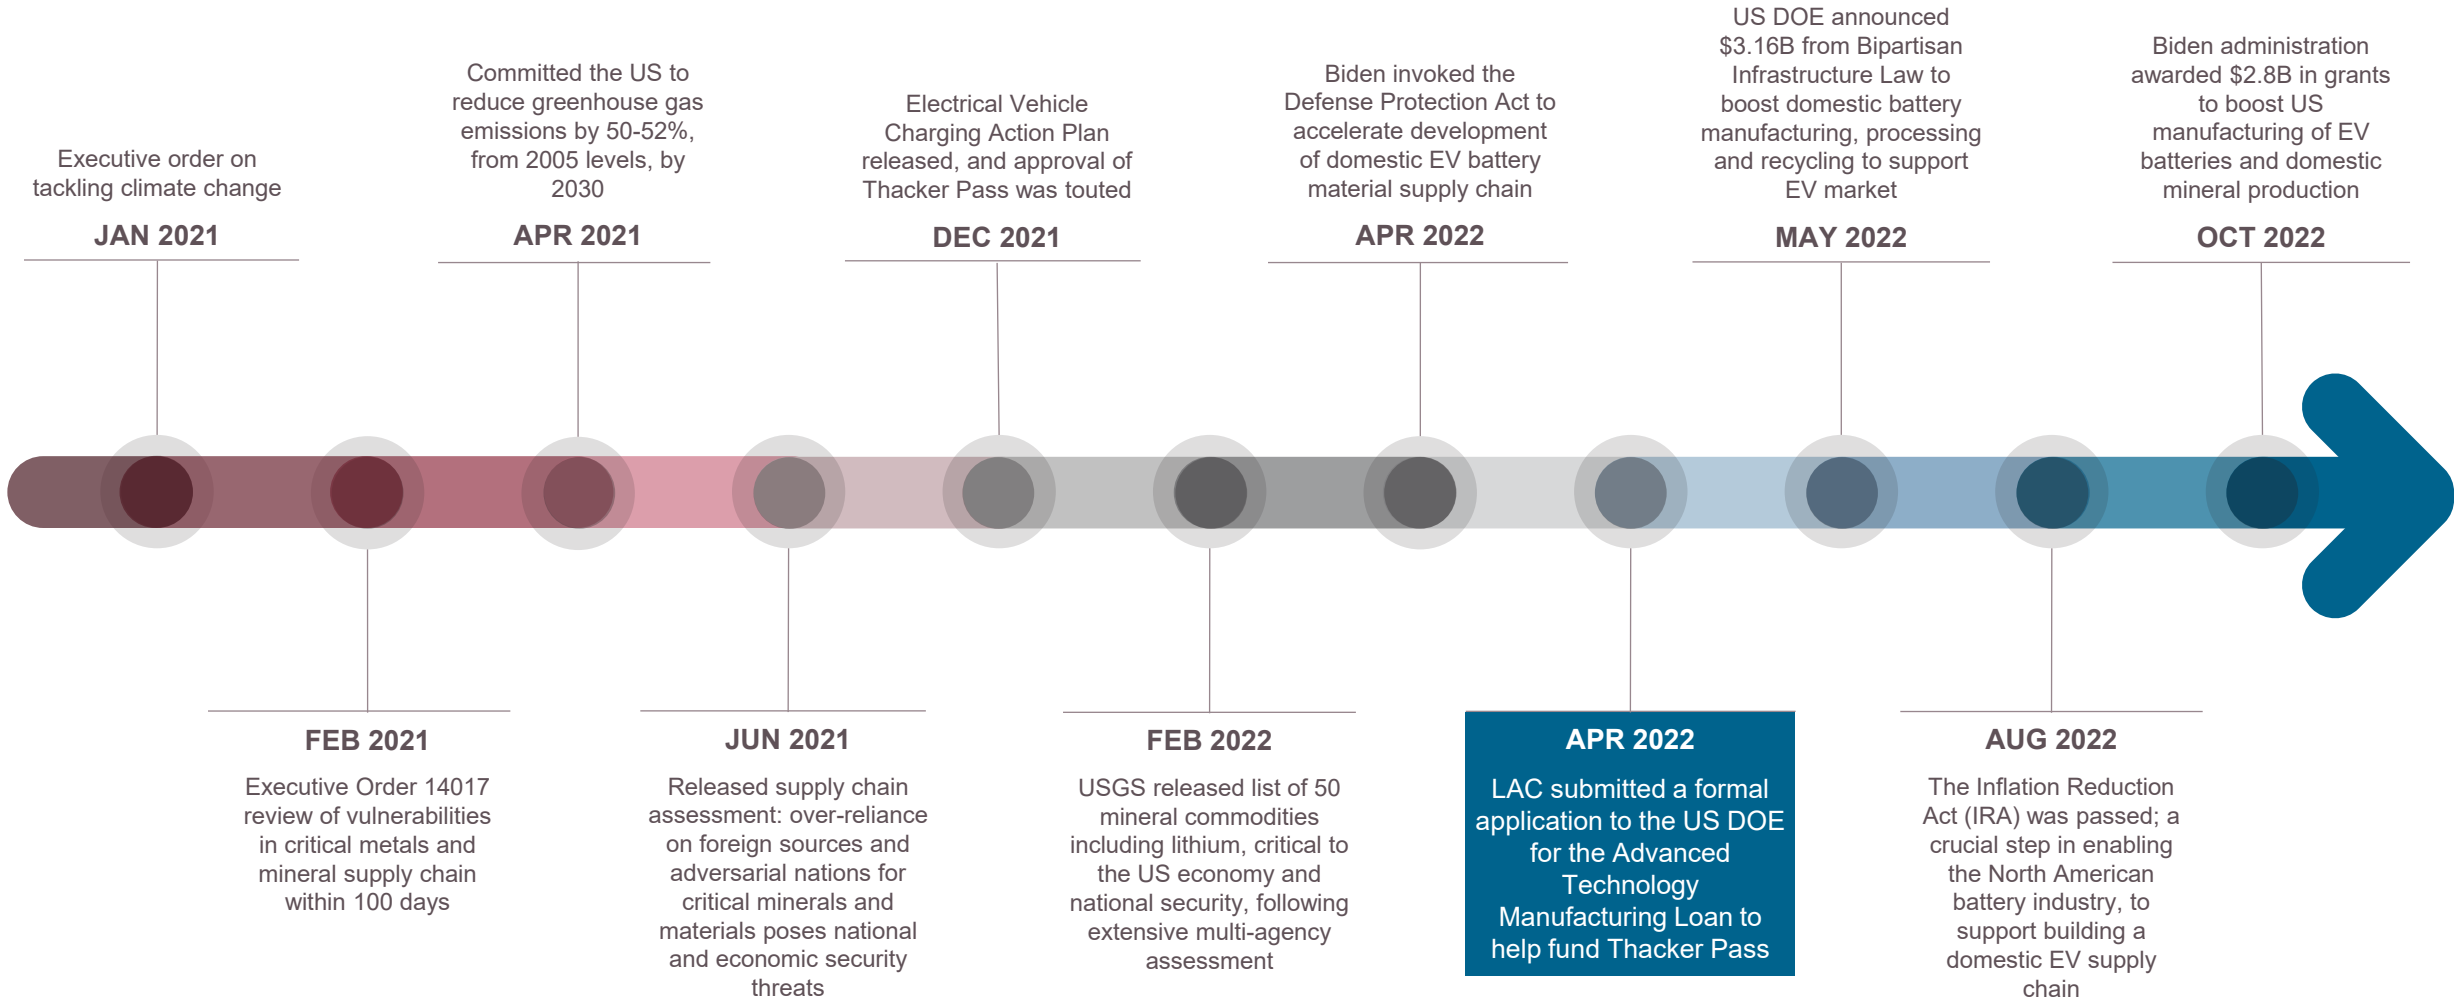 Executive order on
tackling climate change
JAN 2021
FEB 2021
Executive Order 14017
review of vulnerabilities
in critical metals and
mineral supply chain
within 100 days
Committed the US to
reduce greenhouse gas
emissions by 50-52%,
from 2005 levels, by
2030
APR 2021
JUN 2021
Released supply chain
assessment: over-reliance
on foreign sources and
adversarial nations for
critical minerals and
materials poses national
and economic security
threats
Electrical Vehicle
Charging Action Plan
released, and approval of
Thacker Pass was touted
DEC 2021
FEB 2022
USGS released list of 50
mineral commodities
including lithium, critical to
the US economy and
national security, following
extensive multi-agency
assessment
Biden invoked the
Defense Protection Act to
accelerate development
of domestic EV battery
material supply chain
APR 2022
APR 2022
LAC submitted a formal
application to the US DOE
for the Advanced
Technology
Manufacturing Loan to
help fund Thacker Pass
US DOE announced
$3.16B from Bipartisan
Infrastructure Law to
boost domestic battery
manufacturing, processing
and recycling to support
EV market
MAY 2022
AUG 2022
The Inflation Reduction
Act (IRA) was passed; a
crucial step in enabling
the North American
battery industry, to
support building a
domestic EV supply
chain
Biden administration
awarded $2.8B in grants
to boost US
manufacturing of EV
batteries and domestic
mineral production
OCT 2022